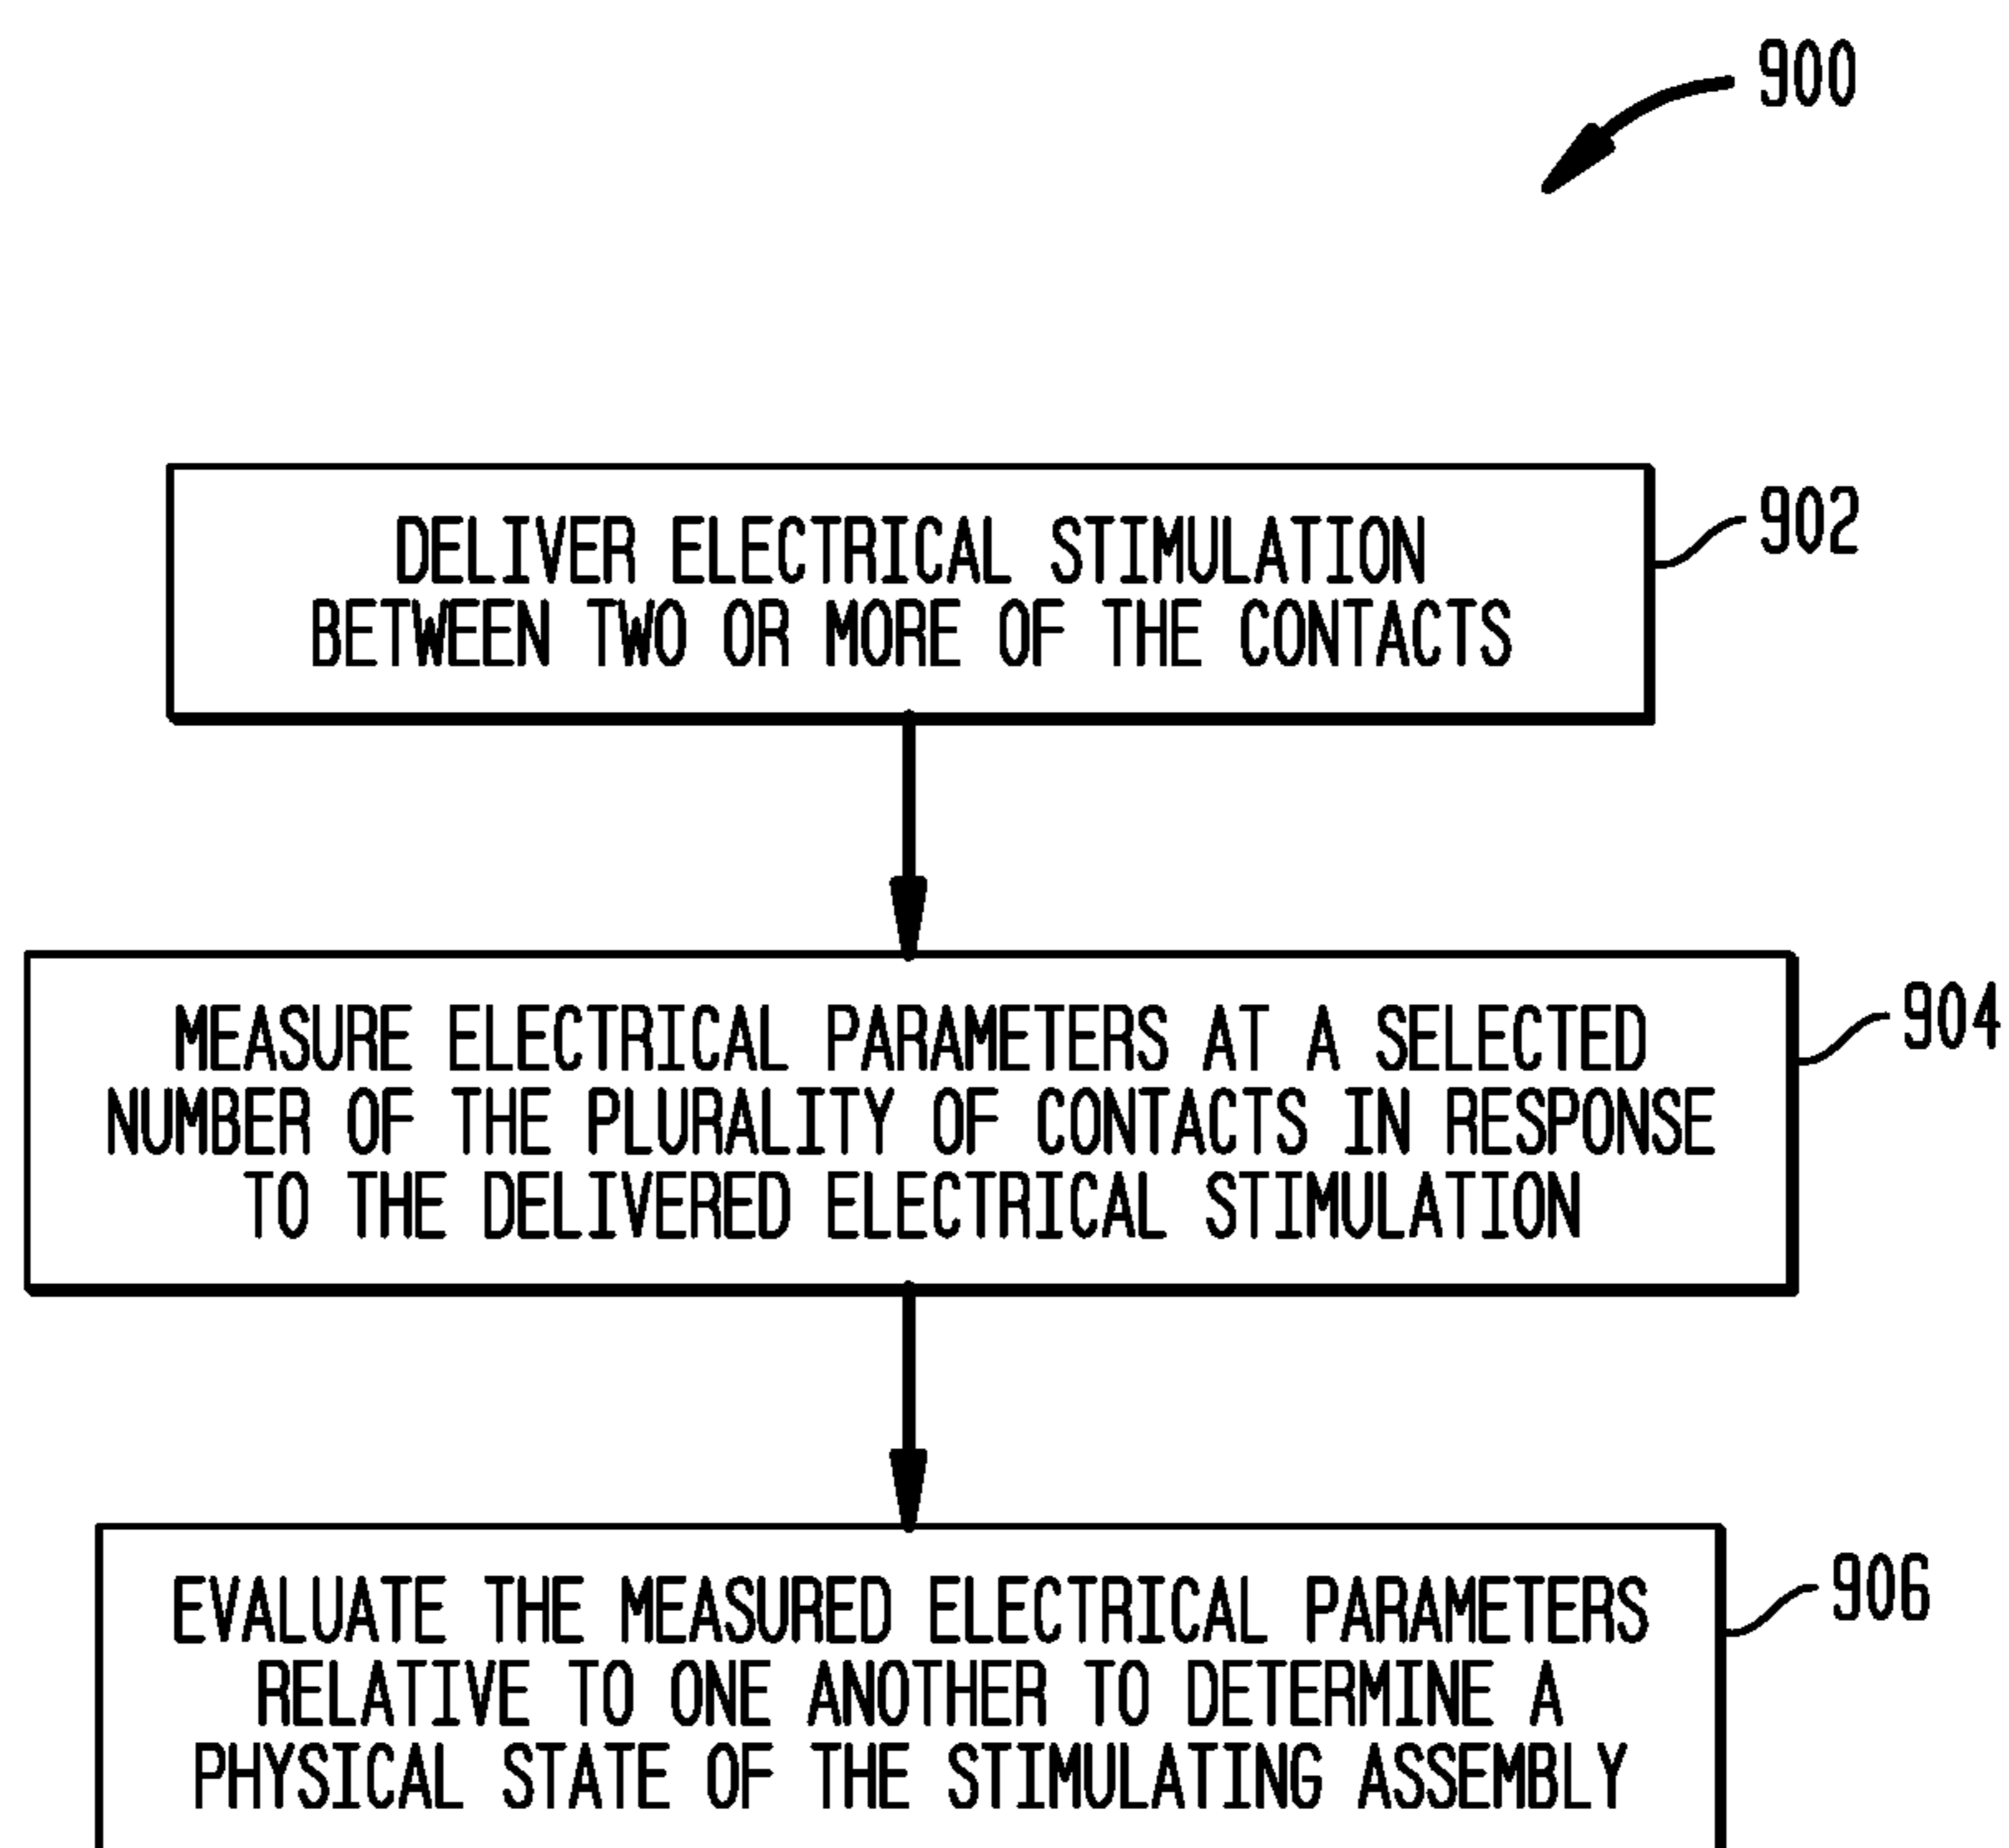 900
DELIVER ELECTRICAL STIMULATION
BETWEEN TWO OR MORE OF THE CONTACTS
902
MEASURE ELECTRICAL PARAMETERS AT A SELECTED
NUMBER OF THE PLURALITY OF CONTACTS IN RESPONSE
TO THE DELIVERED ELECTRICAL STIMULATION
904
EVALUATE THE MEASURED ELECTRICAL PARAMETERS
RELATIVE TO ONE ANOTHER TO DETERMINE A
PHYSICAL STATE OF THE STIMULATING ASSEMBLY
906